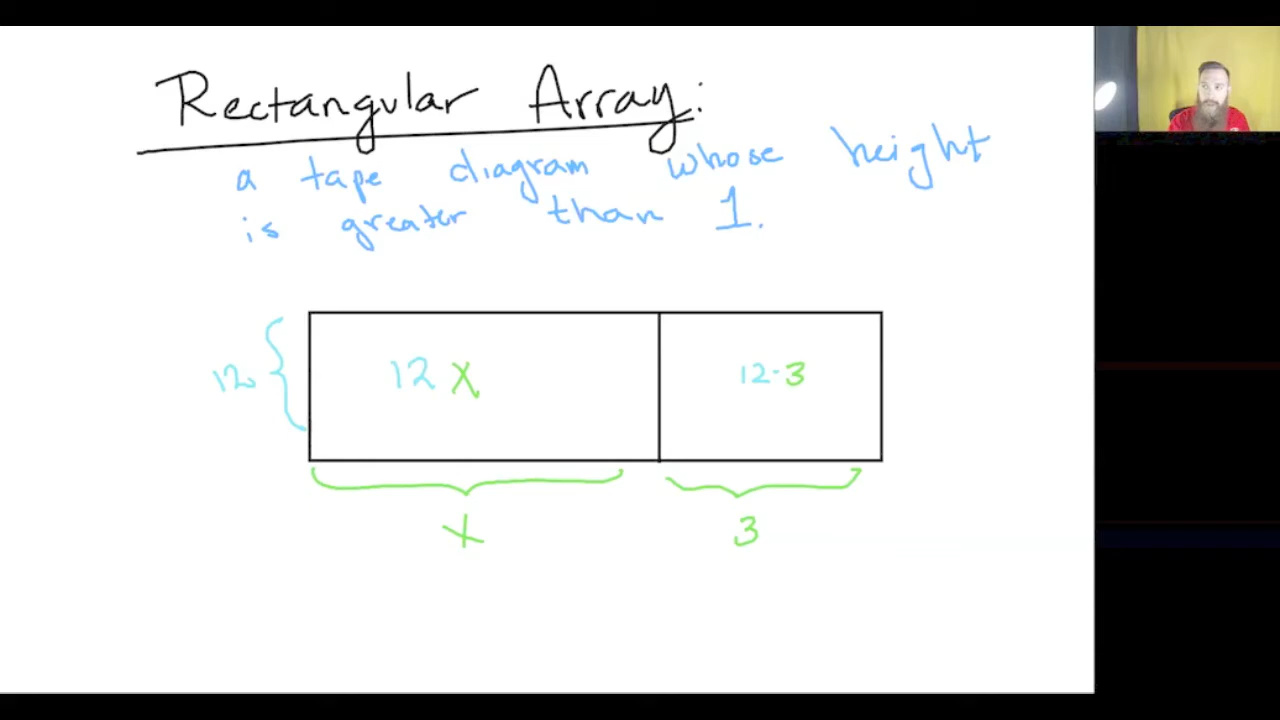 Rectangular Array:
a tape diagram whose height
is greater than 1.
12 12 x 12·3
x 3